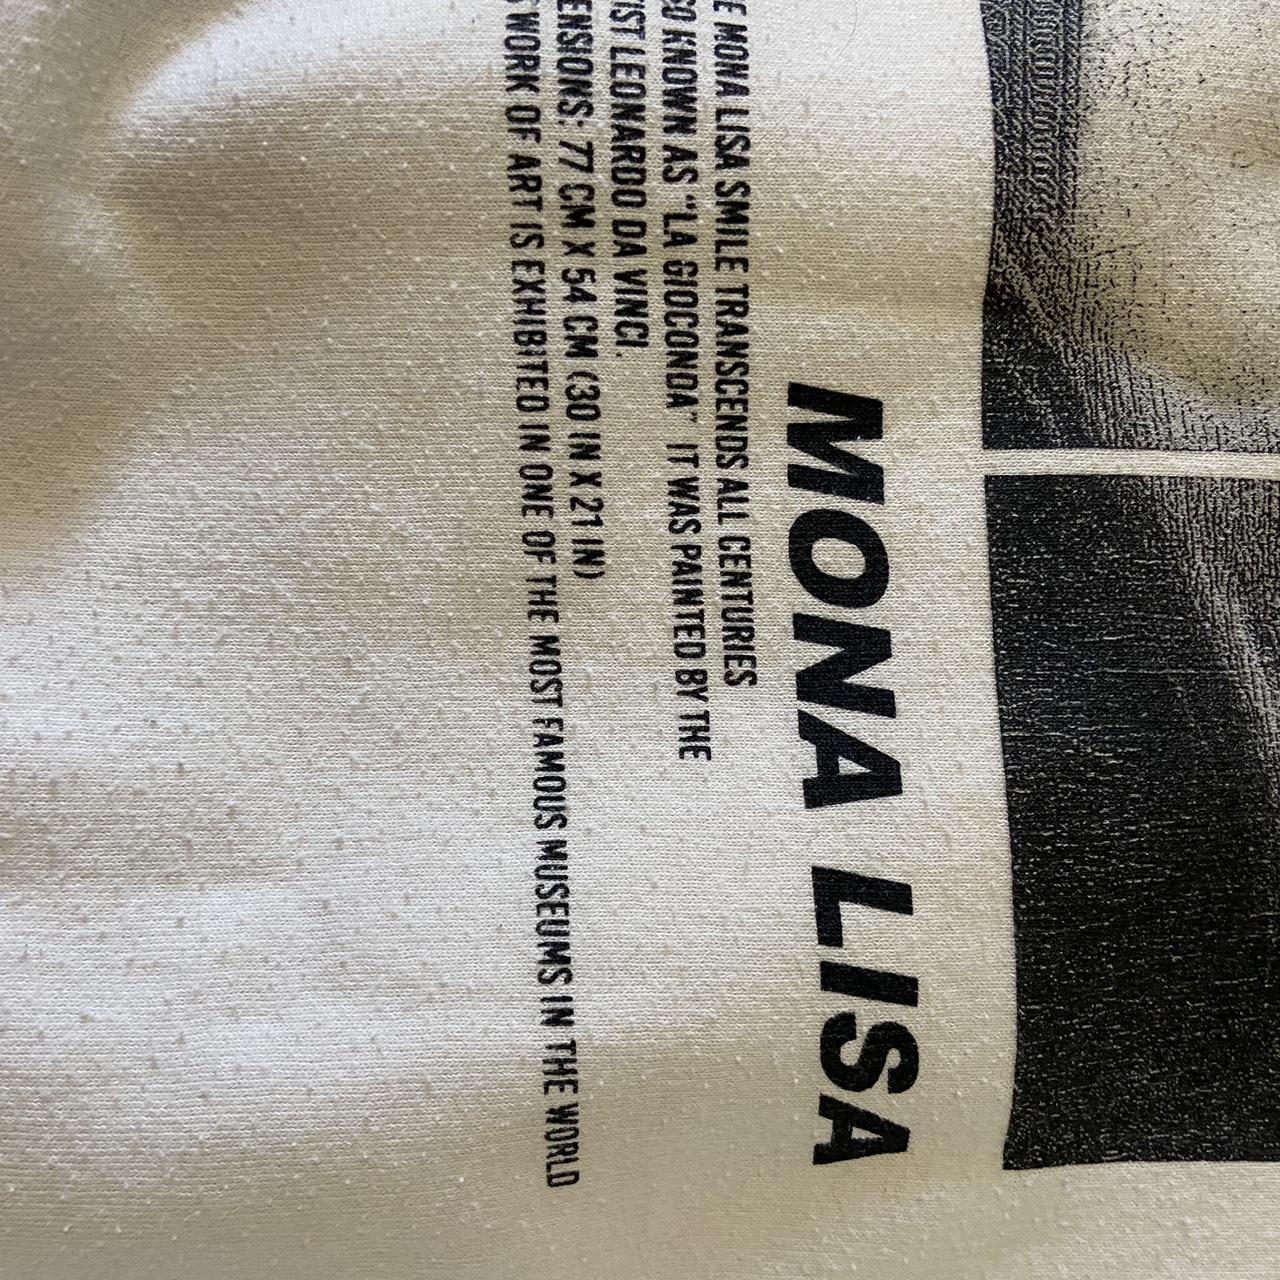 MONA LISA
MONA LISA SMILE TRANSCENDS ALL CENTURIES
KNOWN AS "LA GIOCONDA" IT WAS PAINTED BY THE
LEONARDO DA VINCI.
77 CM X 54 CM (30 IN X 21 IN)
WORK OF ART IS EXHIBITED IN ONE OF THE MOST FAMOUS MUSEUMS IN THE WORLD